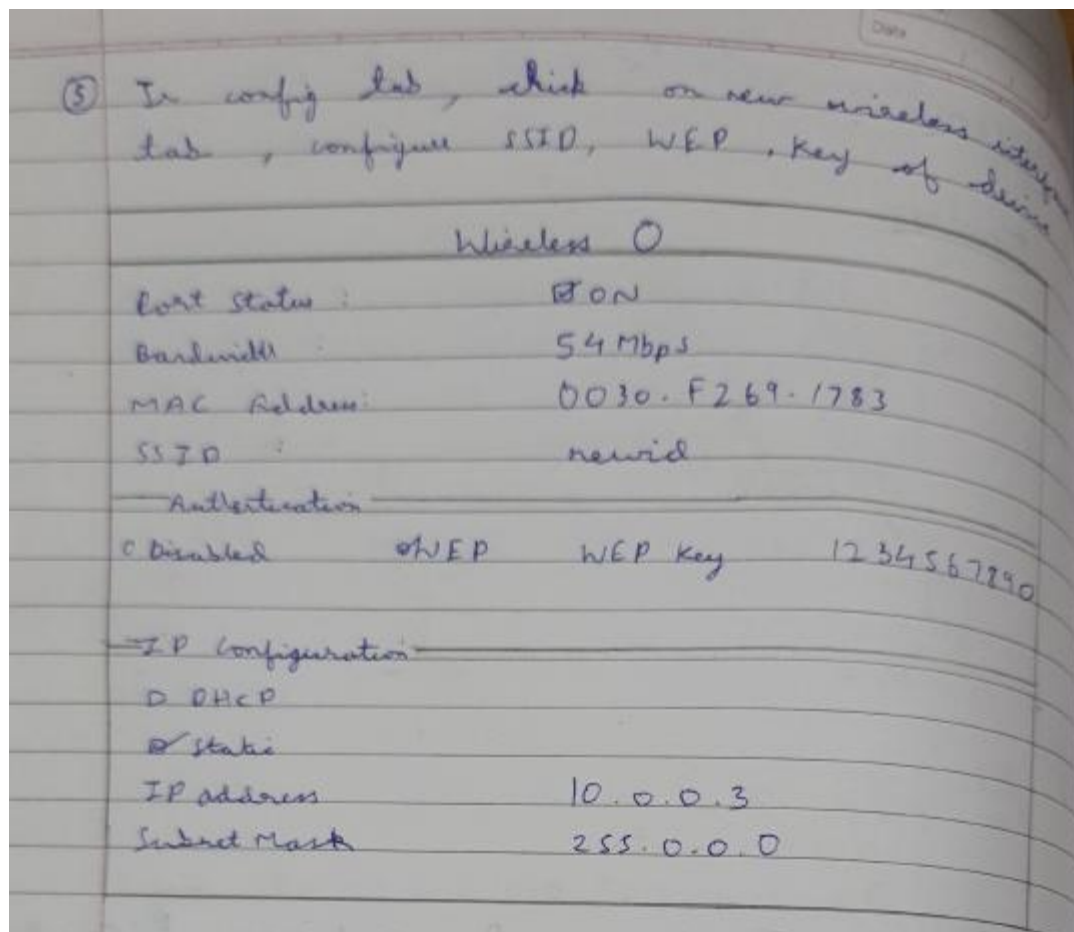 Date
⑤ In config tab, click on new wireless interface
tab, configure SSID, WEP, Key of device
Wireless 0
Port Status : ☑ ON
Bandwidth : 54 Mbps
MAC Address: 0030.F269.1783
SSID : newid
Authentication
○ Disabled WEP WEP Key 1234567890
IP Configuration
☐ DHCP
☑ Static
IP address 10.0.0.3
Subnet Mask 255.0.0.0